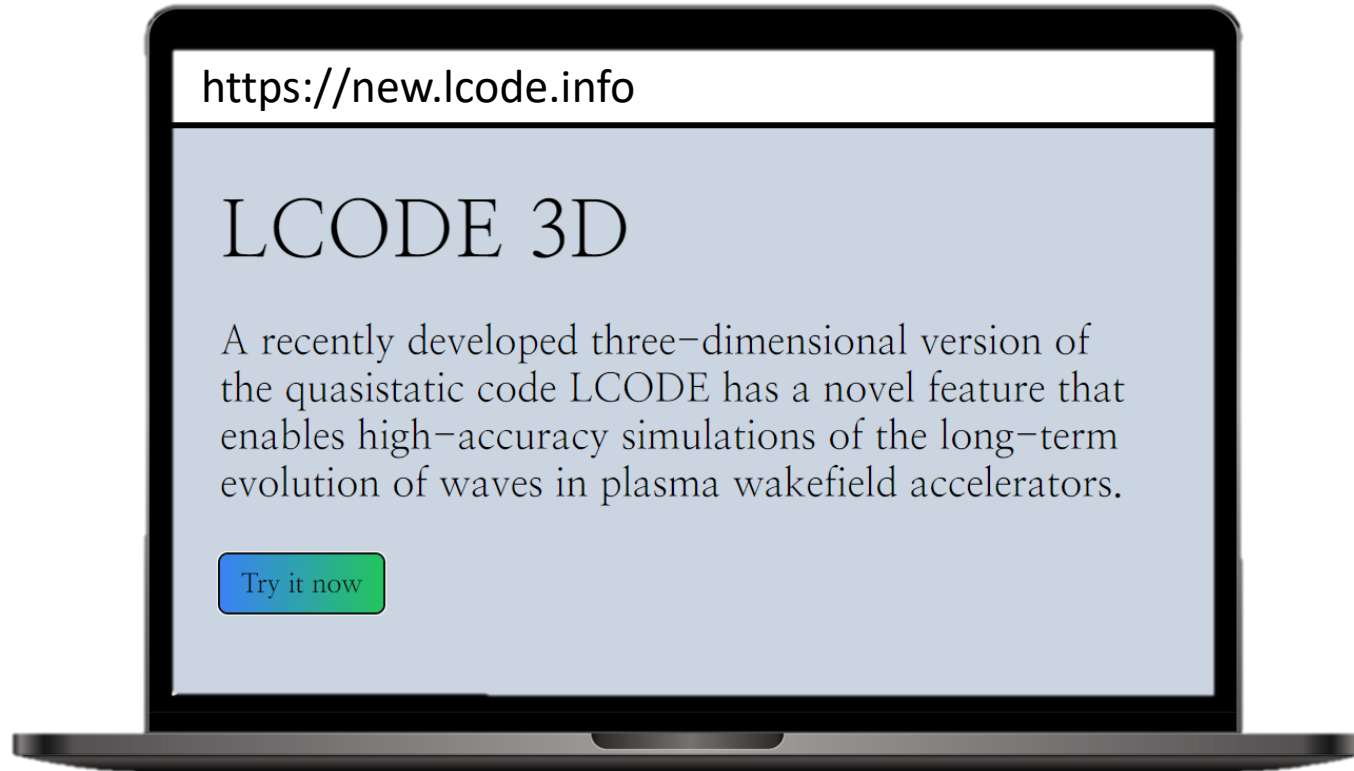 https://new.lcode.info
LCODE 3D
A recently developed three-dimensional version of
the quasistatic code LCODE has a novel feature that
enables high-accuracy simulations of the long-term
evolution of waves in plasma wakefield accelerators.
Try it now